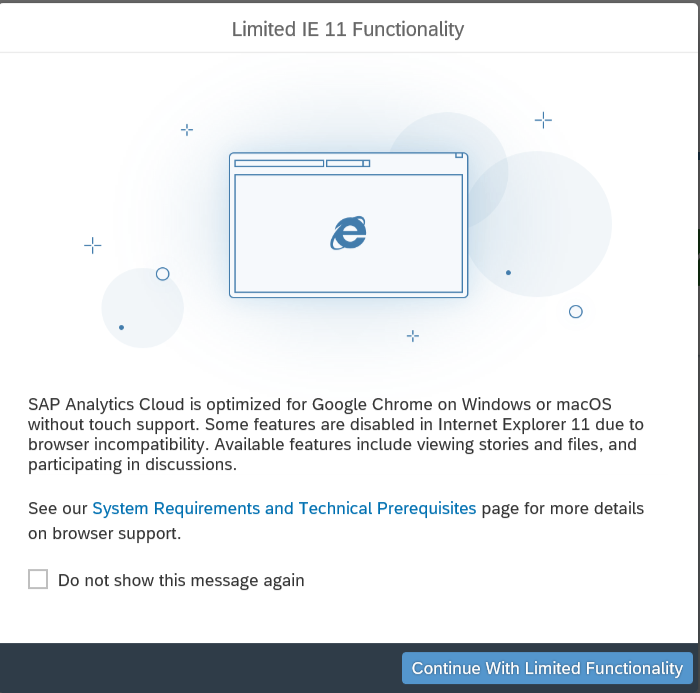 Limited IE 11 Functionality
SAP Analytics Cloud is optimized for Google Chrome on Windows or macOS
without touch support. Some features are disabled in Internet Explorer 11 due to
browser incompatibility. Available features include viewing stories and files, and
participating in discussions.
See our System Requirements and Technical Prerequisites page for more details
on browser support.
Do not show this message again
Continue With Limited Functionality